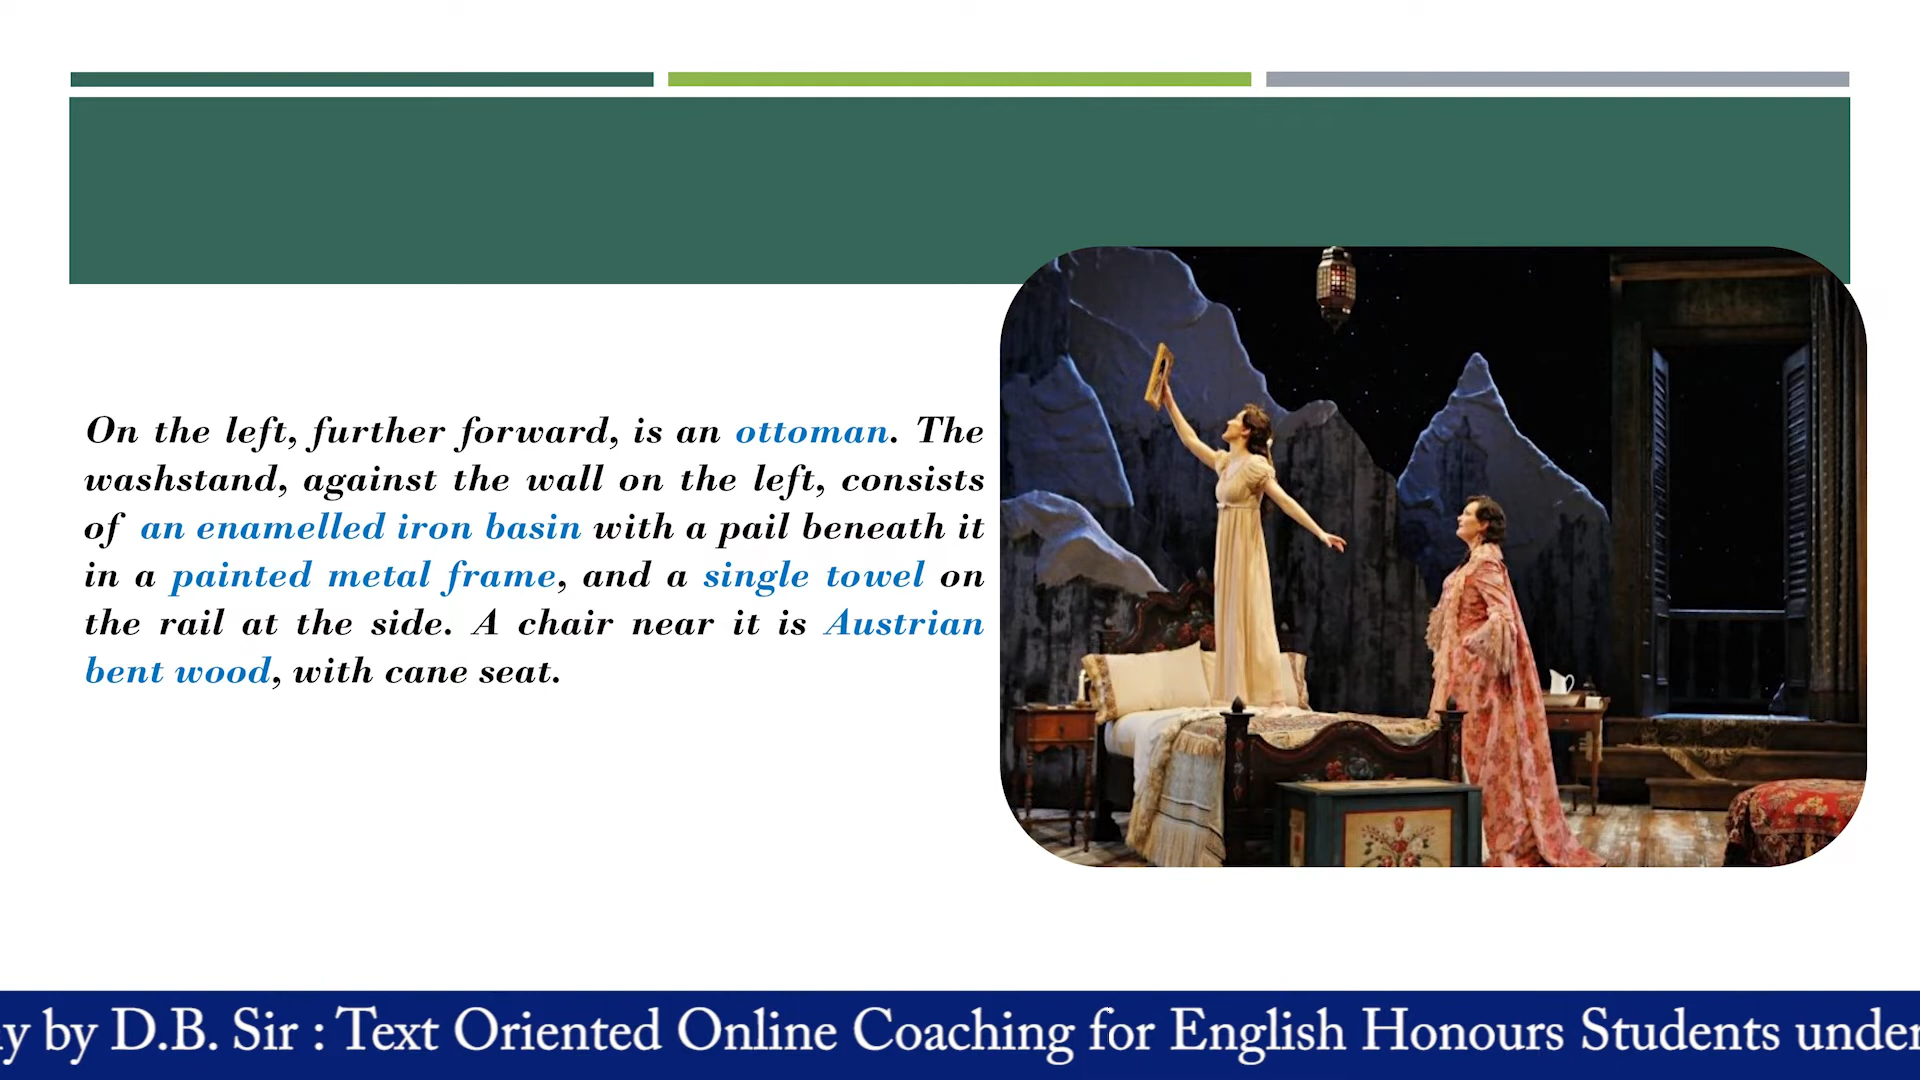 On the left, further forward, is an ottoman. The
washstand, against the wall on the left, consists
of an enamelled iron basin with a pail beneath it
in a painted metal frame, and a single towel on
the rail at the side. A chair near it is Austrian
bent wood, with cane seat.
by D.B. Sir : Text Oriented Online Coaching for English Honours Students under